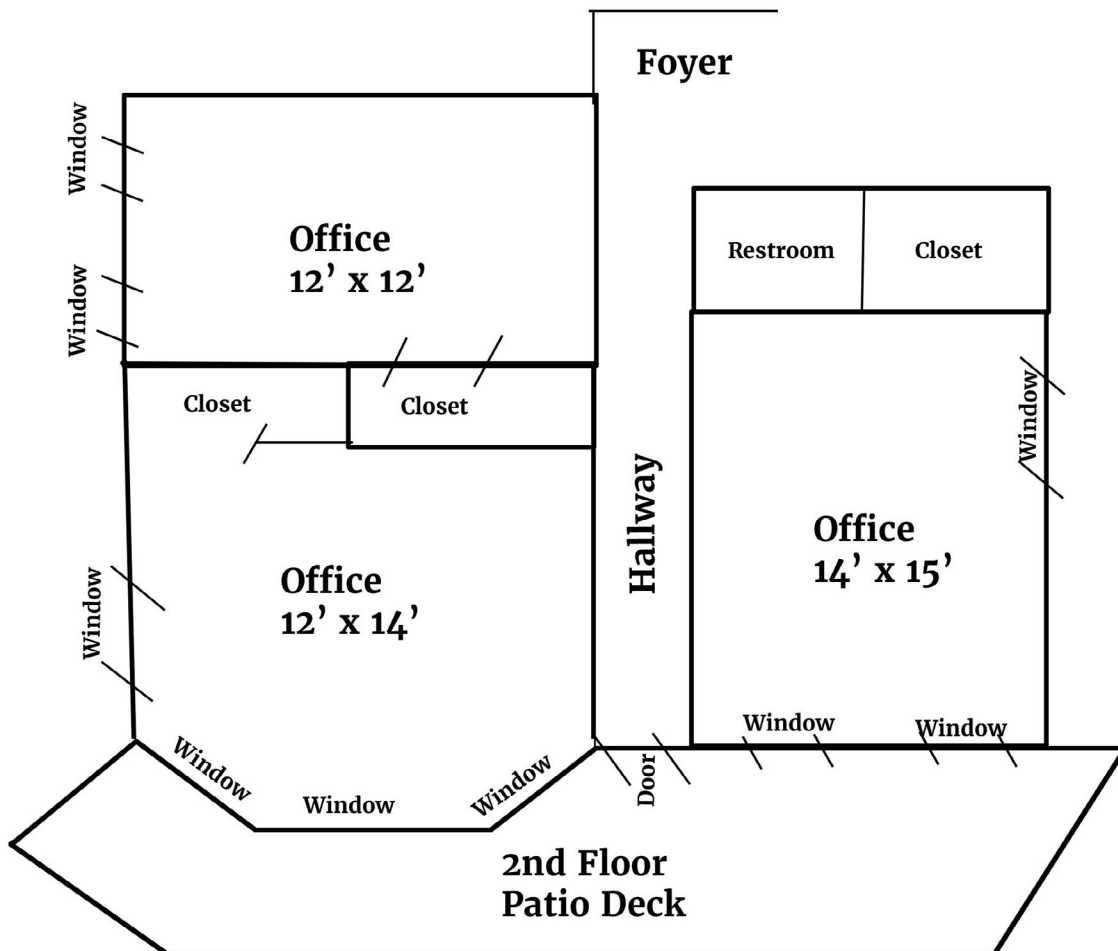 Foyer
Window
Window
Office
12’ x 12’
Restroom
Closet
Closet
Closet
Window
Hallway
Office
14’ x 15’
Office
12’ x 14’
Window
Window
Window
Window
Window
Window
Door
2nd Floor
Patio Deck